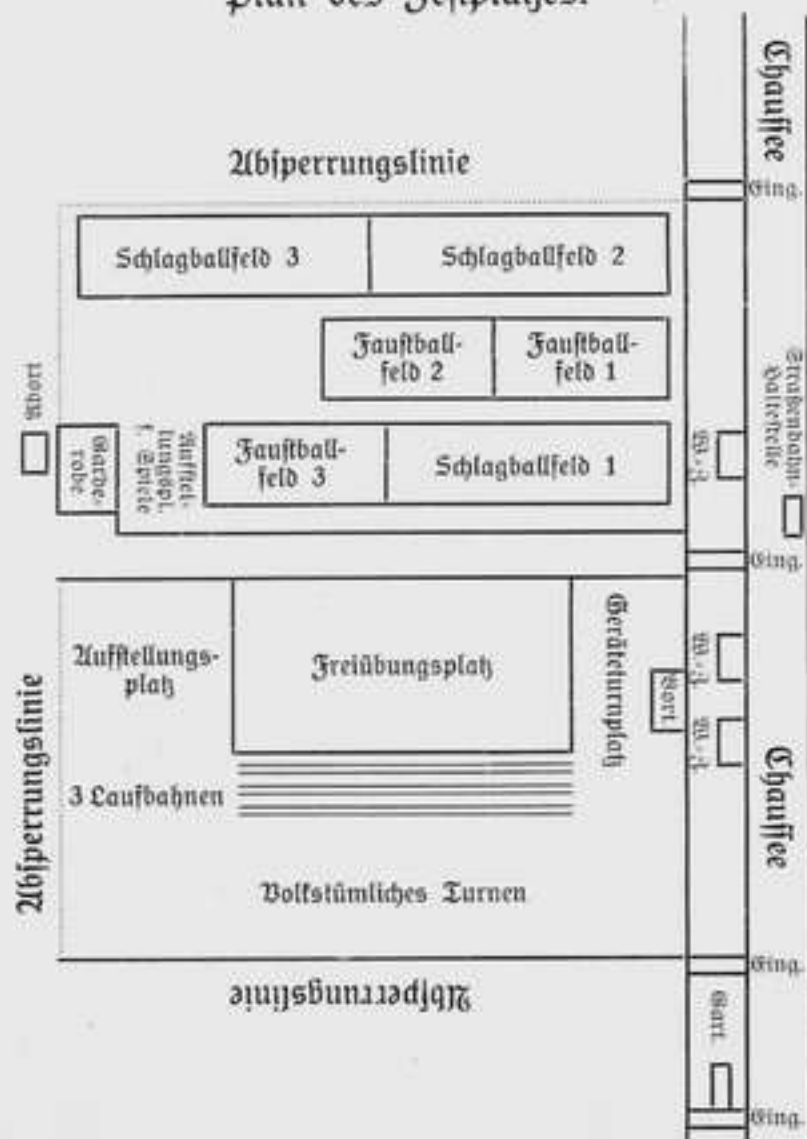 Plan des Festplatzes.
Chaussee
Absperrungslinie
Eing.
Schlagballfeld 3
Schlagballfeld 2
Faustball-
feld 2
Faustball-
feld 1
Straßenbahn-
Haltestelle
Abort
Garde-
robe
Aufstel-
lungspl.
f. Spiele
Faustball-
feld 3
Schlagballfeld 1
Eing.
Aufstellungs-
platz
Freiübungsplatz
Geräteturnplatz
Absperrungslinie
3 Laufbahnen
Chaussee
Volkstümliches Turnen
Eing.
Absperrungslinie
Eing.